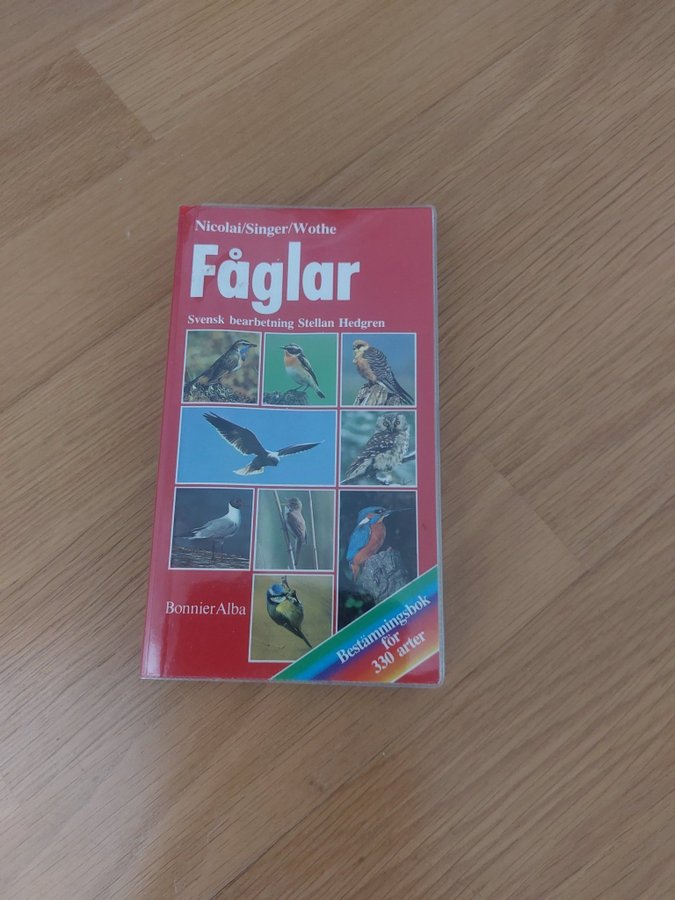 Nicolai/Singer/Wothe
Fåglar
Svensk bearbetning Stellan Hedgren
BonnierAlba
Bestämningsbok
för
330 arter